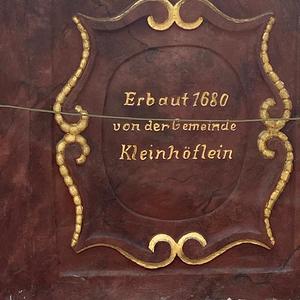 Erbaut 1680
von der Gemeinde
Kleinhöflein